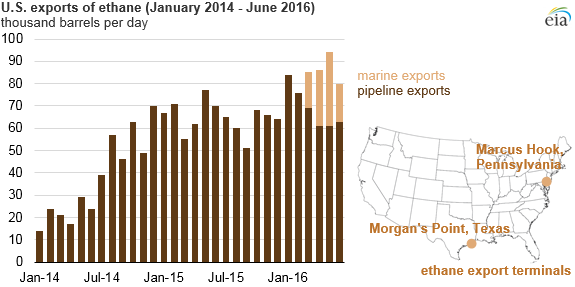 U.S. exports of ethane (January 2014 - June 2016)
thousand barrels per day
eia
100
90
80
70
60
50
40
30
20
10
0
Jan-14
Jul-14
Jan-15
Jul-15
Jan-16
marine exports
pipeline exports
Marcus Hook,
Pennsylvania
Morgan's Point, Texas
ethane export terminals